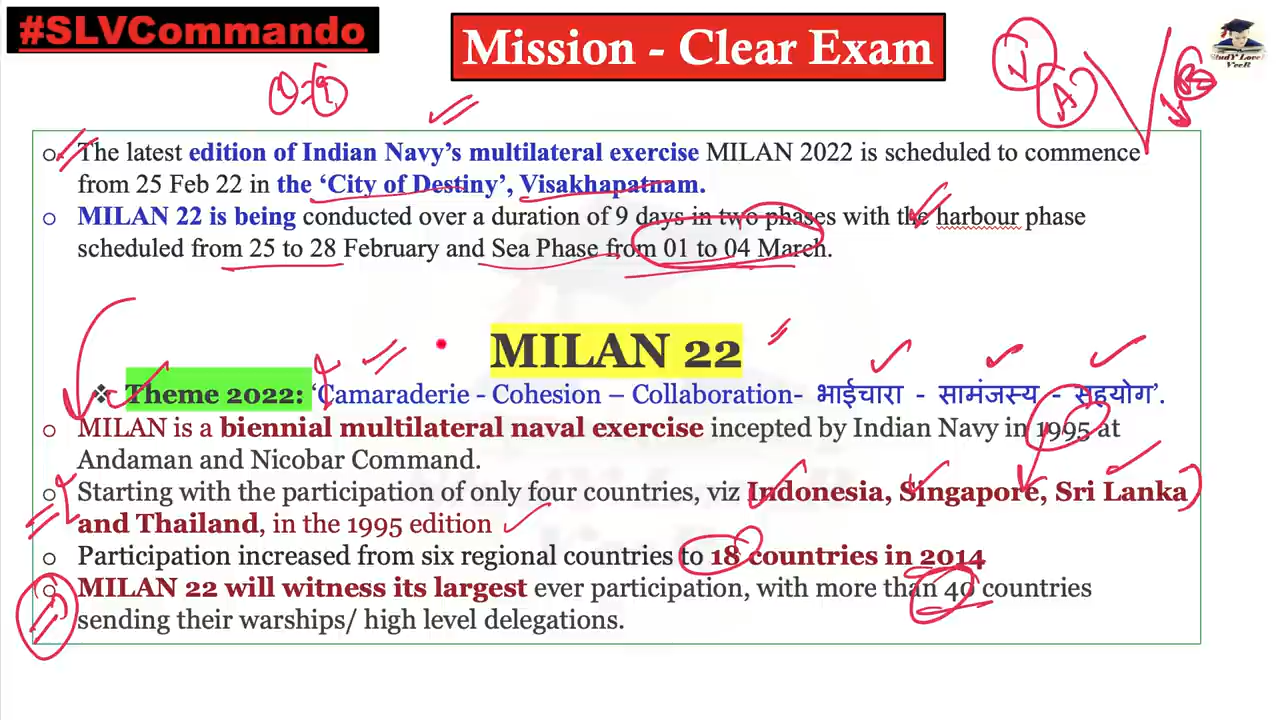 #SLVCommando
Mission - Clear Exam
StudY LoveR
VeeR
The latest edition of Indian Navy's multilateral exercise MILAN 2022 is scheduled to commence
from 25 Feb 22 in the 'City of Destiny', Visakhapatnam.
MILAN 22 is being conducted over a duration of 9 days in two phases with the harbour phase
scheduled from 25 to 28 February and Sea Phase from 01 to 04 March.
MILAN 22
Theme 2022: 'Camaraderie - Cohesion – Collaboration- भाईचारा - सामंजस्य - सहयोग'.
MILAN is a biennial multilateral naval exercise incepted by Indian Navy in 1995 at
Andaman and Nicobar Command.
Starting with the participation of only four countries, viz Indonesia, Singapore, Sri Lanka
and Thailand, in the 1995 edition
Participation increased from six regional countries to 18 countries in 2014
MILAN 22 will witness its largest ever participation, with more than 40 countries
sending their warships/ high level delegations.